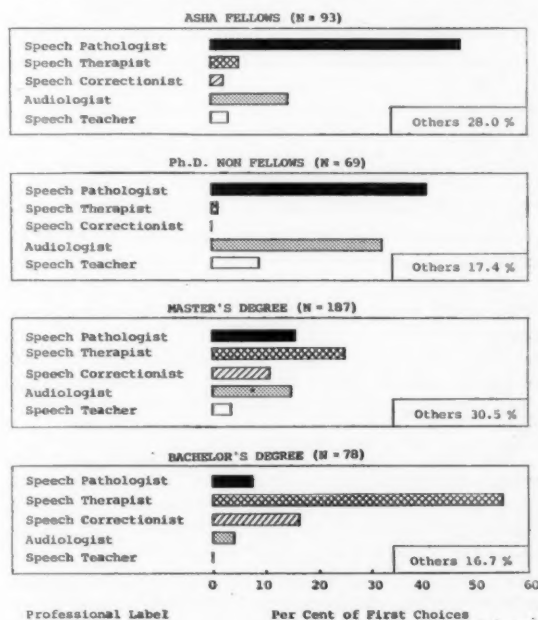 ASHA FELLOWS (N = 93)
Speech Pathologist
Speech Therapist
Speech Correctionist
Audiologist
Speech Teacher
Others 28.0 %
Ph.D. NON FELLOWS (N = 69)
Speech Pathologist
Speech Therapist
Speech Correctionist
Audiologist
Speech Teacher
Others 17.4 %
MASTER'S DEGREE (N = 187)
Speech Pathologist
Speech Therapist
Speech Correctionist
Audiologist
Speech Teacher
Others 30.5 %
BACHELOR'S DEGREE (N = 78)
Speech Pathologist
Speech Therapist
Speech Correctionist
Audiologist
Speech Teacher
Others 16.7 %
0 10 20 30 40 50 60
Professional Label Per Cent of First Choices